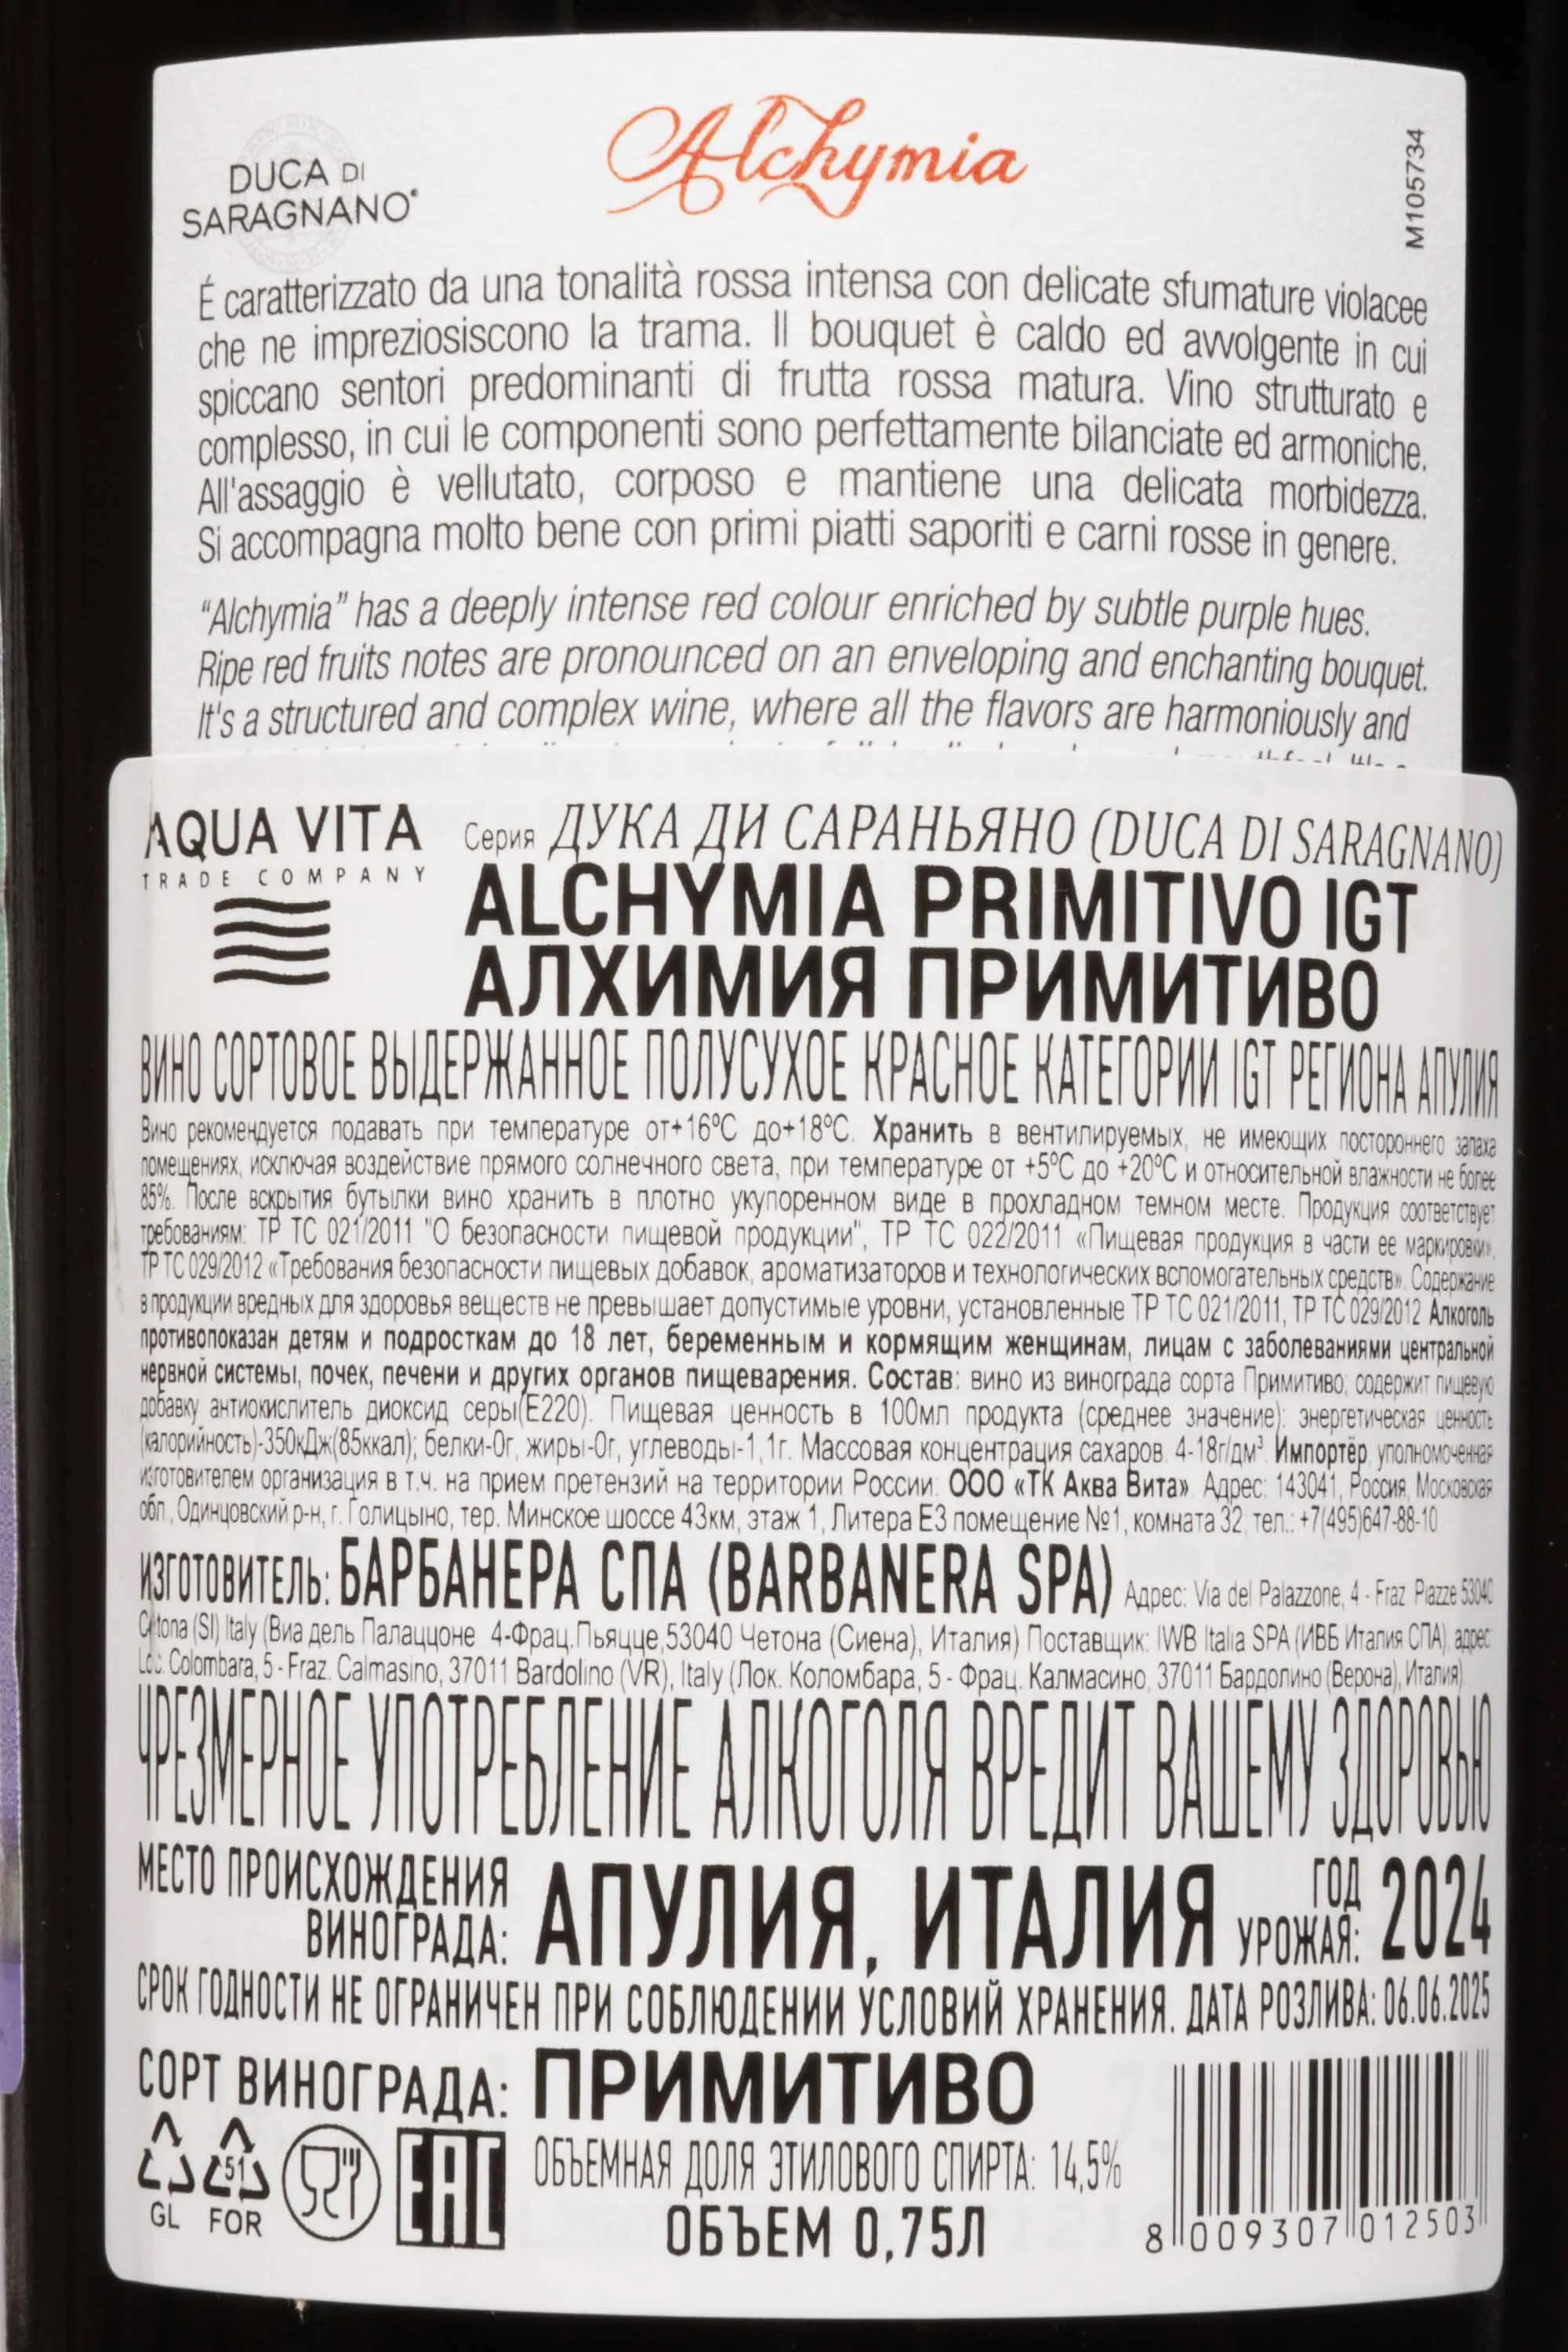 DUCA DI
SARAGNANO®
Alchymia
M105734
É caratterizzato da una tonalità rossa intensa con delicate sfumature violacee
che ne impreziosiscono la trama. Il bouquet è caldo ed avvolgente in cui
spiccano sentori predominanti di frutta rossa matura. Vino strutturato e
complesso, in cui le componenti sono perfettamente bilanciate ed armoniche.
All'assaggio è vellutato, corposo e mantiene una delicata morbidezza.
Si accompagna molto bene con primi piatti saporiti e carni rosse in genere.
“Alchymia” has a deeply intense red colour enriched by subtle purple hues.
Ripe red fruits notes are pronounced on an enveloping and enchanting bouquet.
It's a structured and complex wine, where all the flavors are harmoniously and
AQUA VITA
TRADE COMPANY
Серия ДУКА ДИ САРАНЬЯНО (DUCA DI SARAGNANO)
ALCHYMIA PRIMITIVO IGT
АЛХИМИЯ ПРИМИТИВО
ВИНО СОРТОВОЕ ВЫДЕРЖАННОЕ ПОЛУСУХОЕ КРАСНОЕ КАТЕГОРИИ IGT РЕГИОНА АПУЛИЯ
Вино рекомендуется подавать при температуре от+16ºС до+18ºС. Хранить в вентилируемых, не имеющих постороннего запаха
помещениях, исключая воздействие прямого солнечного света, при температуре от +5ºС до +20ºС и относительной влажности не более
85%. После вскрытия бутылки вино хранить в плотно укупоренном виде в прохладном темном месте. Продукция соответствует
требованиям: ТР ТС 021/2011 "О безопасности пищевой продукции", ТР ТС 022/2011 «Пищевая продукция в части ее маркировки»,
ТР ТС 029/2012 «Требования безопасности пищевых добавок, ароматизаторов и технологических вспомогательных средств». Содержание
в продукции вредных для здоровья веществ не превышает допустимые уровни, установленные ТР ТС 021/2011, ТР ТС 029/2012 Алкоголь
противопоказан детям и подросткам до 18 лет, беременным и кормящим женщинам, лицам с заболеваниями центральной
нервной системы, почек, печени и других органов пищеварения. Состав: вино из винограда сорта Примитиво; содержит пищевую
добавку антиокислитель диоксид серы(Е220). Пищевая ценность в 100мл продукта (среднее значение): энергетическая ценность
(калорийность)-350кДж(85ккал); белки-0г, жиры-0г, углеводы-1,1г. Массовая концентрация сахаров: 4-18г/дм³. Импортёр, уполномоченная
изготовителем организация в т.ч. на прием претензий на территории России: ООО «ТК Аква Вита». Адрес: 143041, Россия, Московская
обл., Одинцовский р-н, г. Голицыно, тер. Минское шоссе 43км, этаж 1, Литера Е3 помещение №1, комната 32, тел.: +7(495)647-88-10
ИЗГОТОВИТЕЛЬ: БАРБАНЕРА СПА (BARBANERA SPA) Адрес: Via del Palazzone, 4 - Fraz. Piazze 53040
Cetona (SI) Italy (Виа дель Палаццоне 4-Фрац.Пьяцце,53040 Четона (Сиена), Италия) Поставщик: IWB Italia SPA (ИВБ Италия СПА), адрес:
Loc. Colombara, 5 - Fraz. Calmasino, 37011 Bardolino (VR), Italy (Лок. Коломбара, 5 - Фрац. Калмасино, 37011 Бардолино (Верона), Италия)
ЧРЕЗМЕРНОЕ УПОТРЕБЛЕНИЕ АЛКОГОЛЯ ВРЕДИТ ВАШЕМУ ЗДОРОВЬЮ
МЕСТО ПРОИСХОЖДЕНИЯ
ВИНОГРАДА: АПУЛИЯ, ИТАЛИЯ ГОД
УРОЖАЯ: 2024
СРОК ГОДНОСТИ НЕ ОГРАНИЧЕН ПРИ СОБЛЮДЕНИИ УСЛОВИЙ ХРАНЕНИЯ. ДАТА РОЗЛИВА: 06.06.2025
СОРТ ВИНОГРАДА: ПРИМИТИВО
51
GL FOR
EAC
ОБЪЕМНАЯ ДОЛЯ ЭТИЛОВОГО СПИРТА: 14,5%
ОБЪЕМ 0,75Л
8 009307 012503